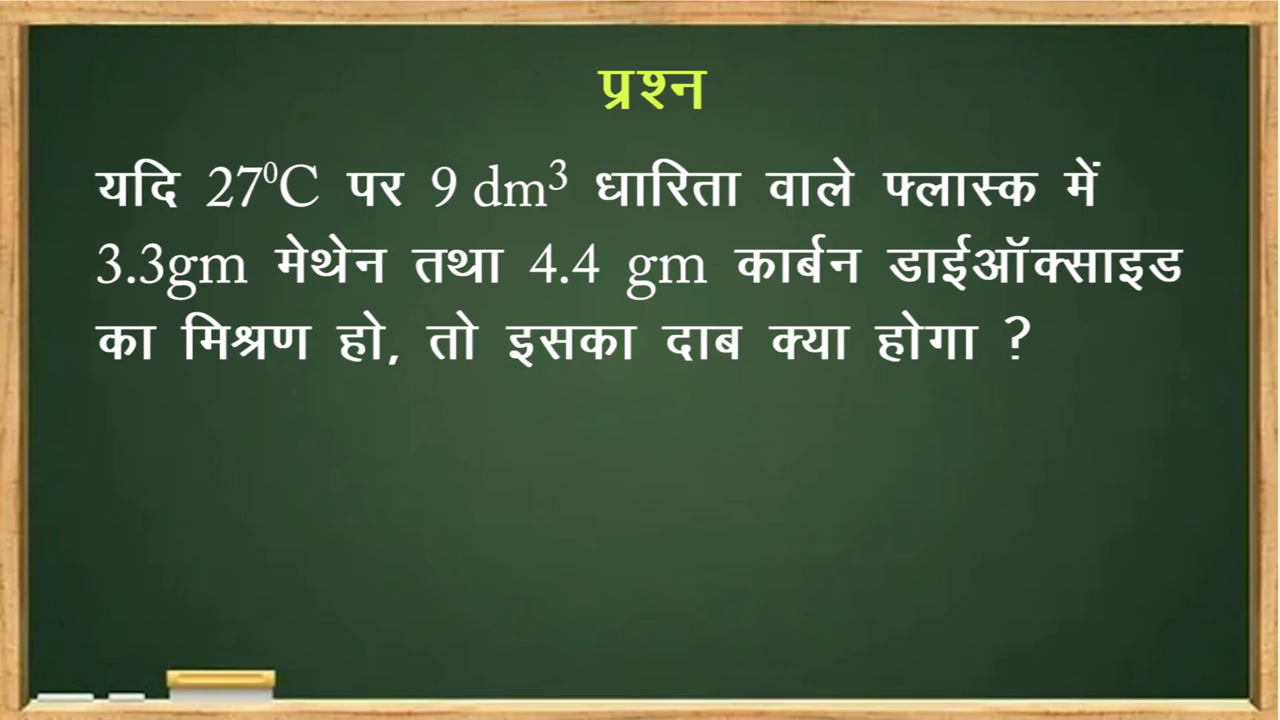 प्रश्न
यदि 27⁰C पर 9 dm³ धारिता वाले फ्लास्क में
3.3gm मेथेन तथा 4.4 gm कार्बन डाईऑक्साइड
का मिश्रण हो, तो इसका दाब क्या होगा ?